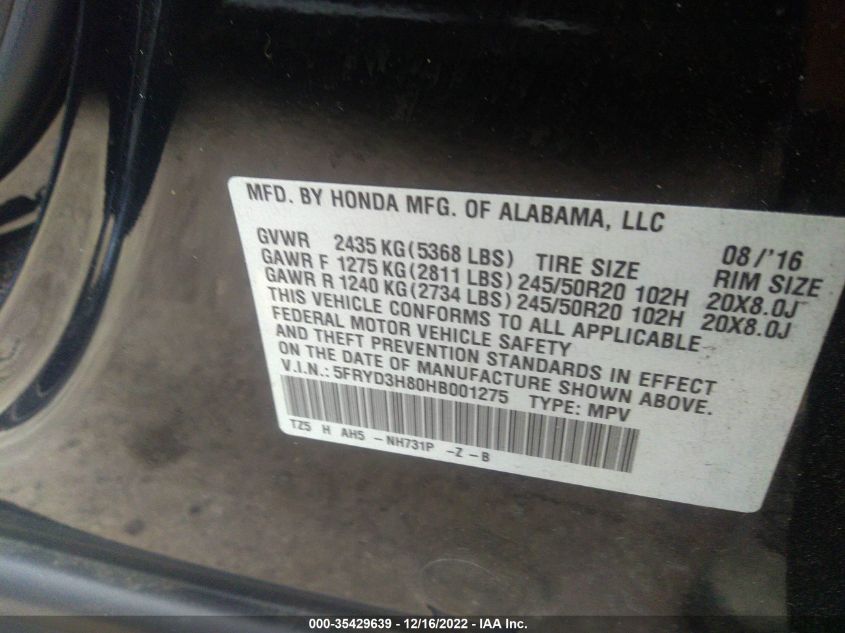 MFD. BY HONDA MFG. OF ALABAMA, LLC
GVWR 2435 KG(5368 LBS) TIRE SIZE 08/'16
GAWR F 1275 KG(2811 LBS) 245/50R20 102H RIM SIZE 20X8.0J
GAWR R 1240 KG(2734 LBS) 245/50R20 102H 20X8.0J
THIS VEHICLE CONFORMS TO ALL APPLICABLE
FEDERAL MOTOR VEHICLE SAFETY
AND THEFT PREVENTION STANDARDS IN EFFECT
ON THE DATE OF MANUFACTURE SHOWN ABOVE.
V.I.N.: 5FRYD3H80HB001275 TYPE: MPV
TZ5 H AH5 -NH731P -Z -B
000-35429639 - 12/16/2022 - IAA Inc.